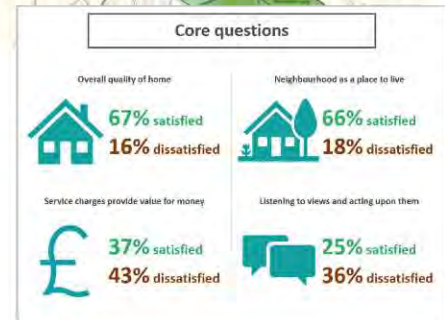 Core questions
Overall quality of home
67% satisfied
16% dissatisfied
Neighbourhood as a place to live
66% satisfied
18% dissatisfied
Service charges provide value for money
£
37% satisfied
43% dissatisfied
Listening to views and acting upon them
25% satisfied
36% dissatisfied